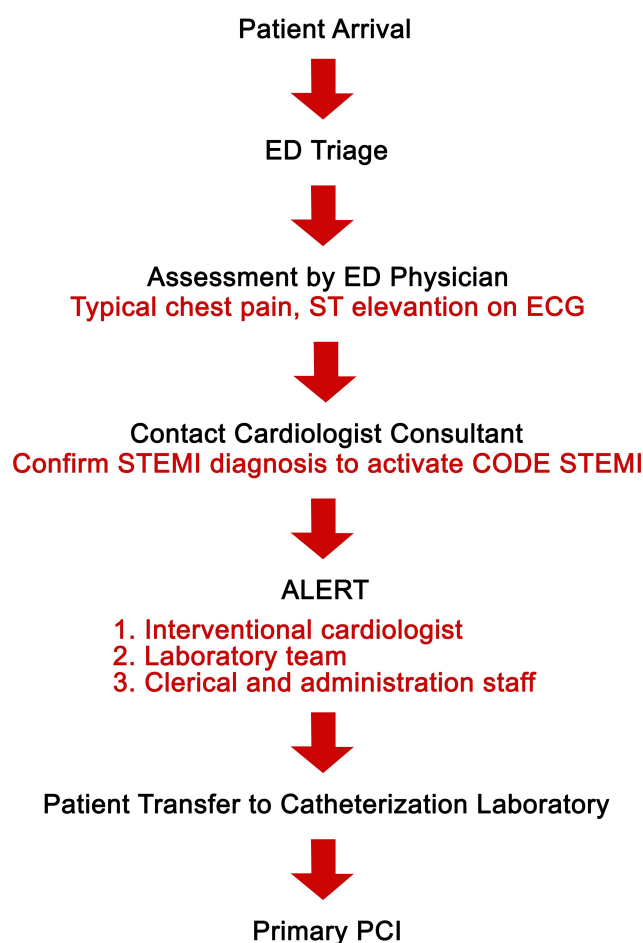 Patient Arrival
ED Triage
Assessment by ED Physician
Typical chest pain, ST elevantion on ECG
Contact Cardiologist Consultant
Confirm STEMI diagnosis to activate CODE STEMI
ALERT
1. Interventional cardiologist
2. Laboratory team
3. Clerical and administration staff
Patient Transfer to Catheterization Laboratory
Primary PCI